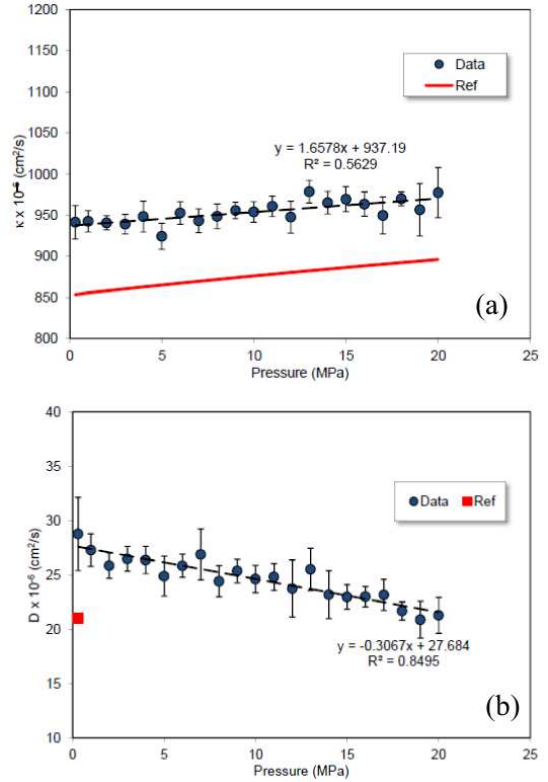 1200
1150
1100
1050
1000
950
900
850
800
κ x 10⁻⁶ (cm²/s)
Data
Ref
y = 1.6578x + 937.19
R² = 0.5629
(a)
0 5 10 15 20 25
Pressure (MPa)
40
35
30
25
20
15
10
D x 10⁻⁶ (cm²/s)
Data Ref
y = -0.3067x + 27.684
R² = 0.8495
(b)
0 5 10 15 20 25
Pressure (MPa)